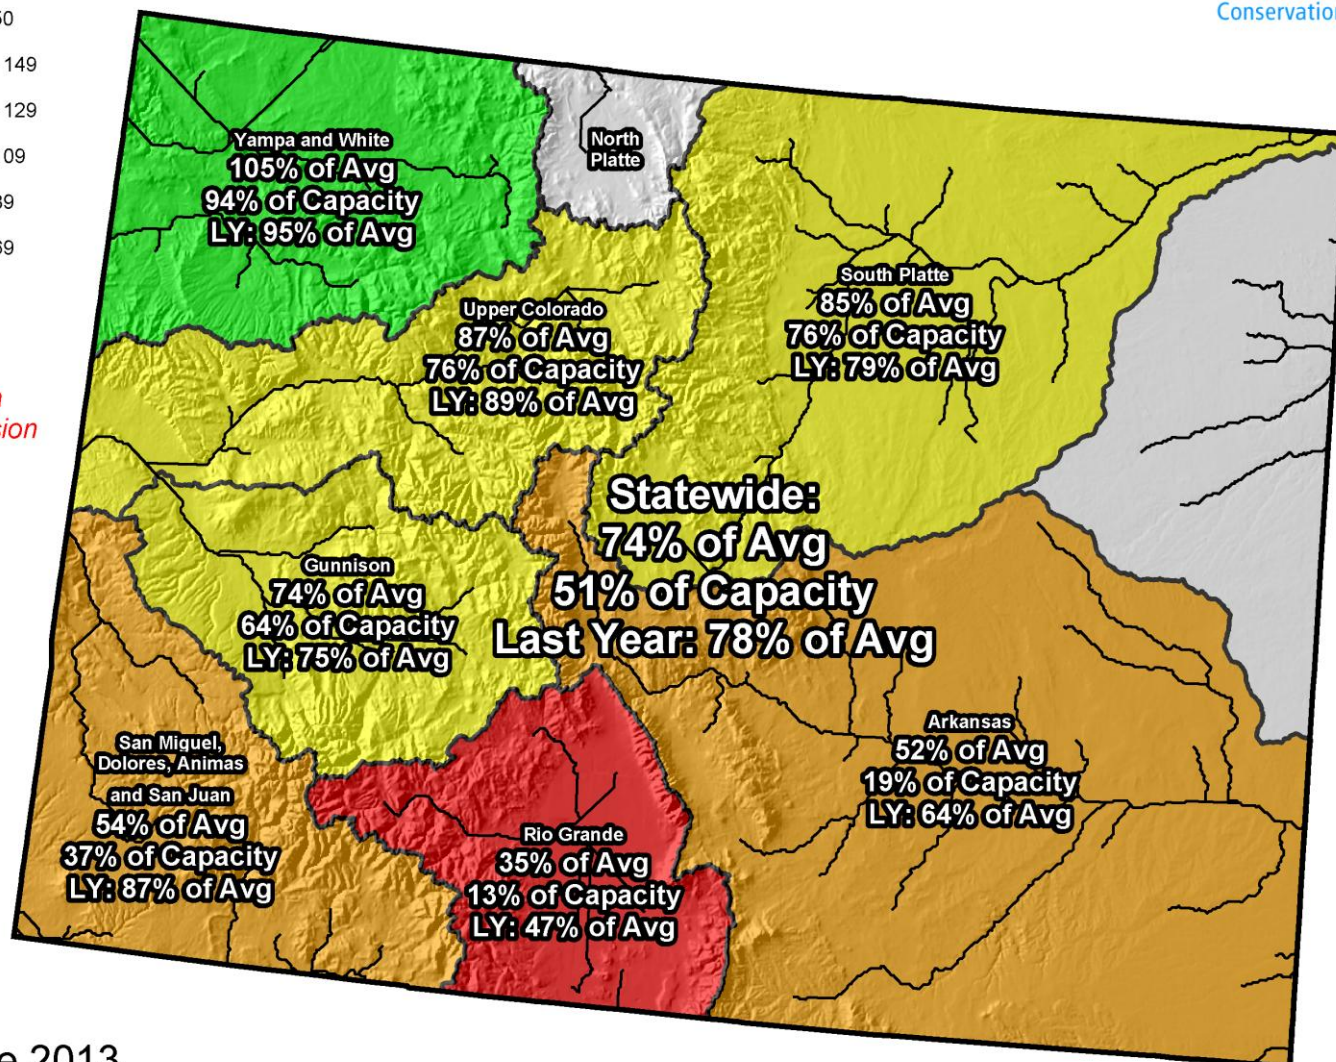 Conservation
149
129
Yampa and White
105% of Avg
94% of Capacity
LY: 95% of Avg
North
Platte
South Platte
85% of Avg
76% of Capacity
LY: 79% of Avg
Upper Colorado
87% of Avg
76% of Capacity
LY: 89% of Avg
Statewide:
74% of Avg
51% of Capacity
Last Year: 78% of Avg
Gunnison
74% of Avg
64% of Capacity
LY: 75% of Avg
San Miguel,
Dolores, Animas
and San Juan
54% of Avg
37% of Capacity
LY: 87% of Avg
Rio Grande
35% of Avg
13% of Capacity
LY: 47% of Avg
Arkansas
52% of Avg
19% of Capacity
LY: 64% of Avg
2013